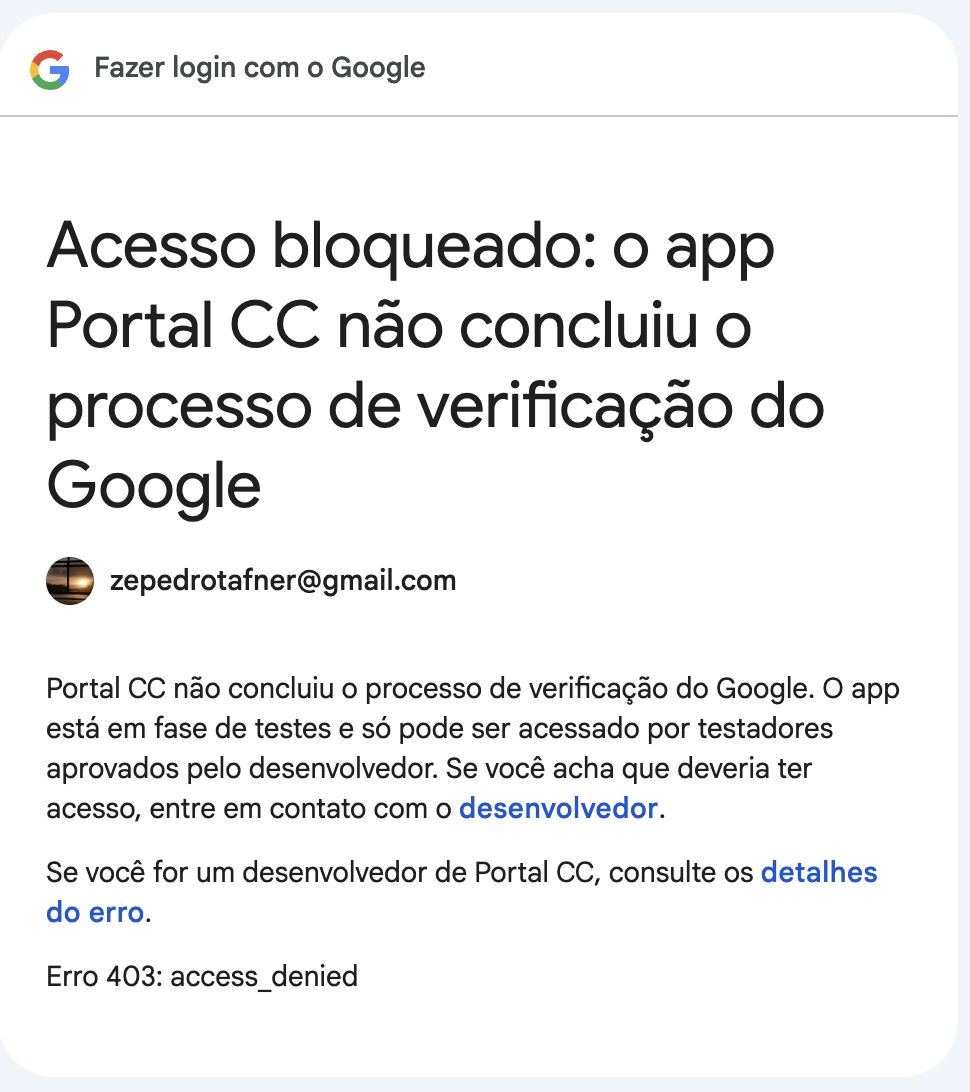 Fazer login com o Google
Acesso bloqueado: o app
Portal CC não concluiu o
processo de verificação do
Google
zepedrotafner@gmail.com
Portal CC não concluiu o processo de verificação do Google. O app
está em fase de testes e só pode ser acessado por testadores
aprovados pelo desenvolvedor. Se você acha que deveria ter
acesso, entre em contato com o desenvolvedor.
Se você for um desenvolvedor de Portal CC, consulte os detalhes
do erro.
Erro 403: access_denied